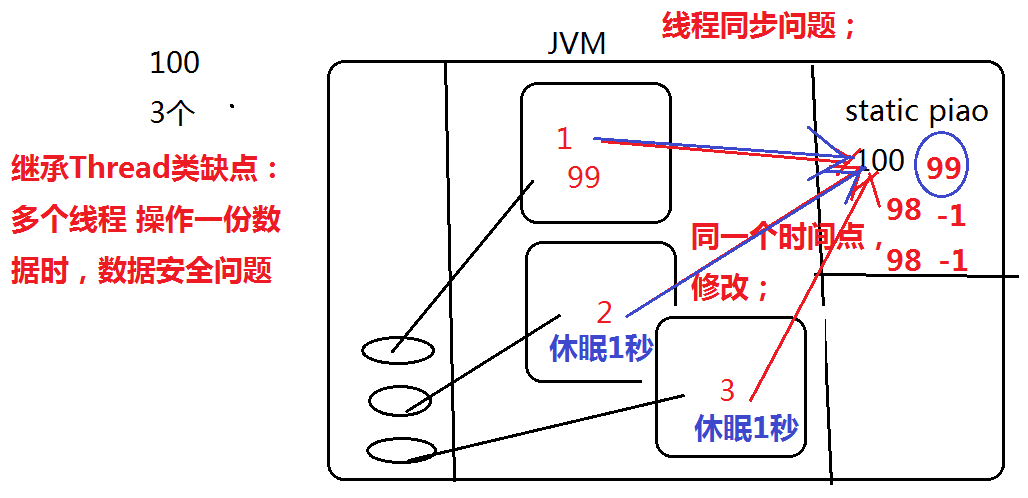 线程同步问题；
JVM
100
3个
继承Thread类缺点：
多个线程 操作一份数
据时，数据安全问题
static piao
100 99
98 -1
98 -1
1
99
同一个时间点，
修改；
2
休眠1秒
3
休眠1秒